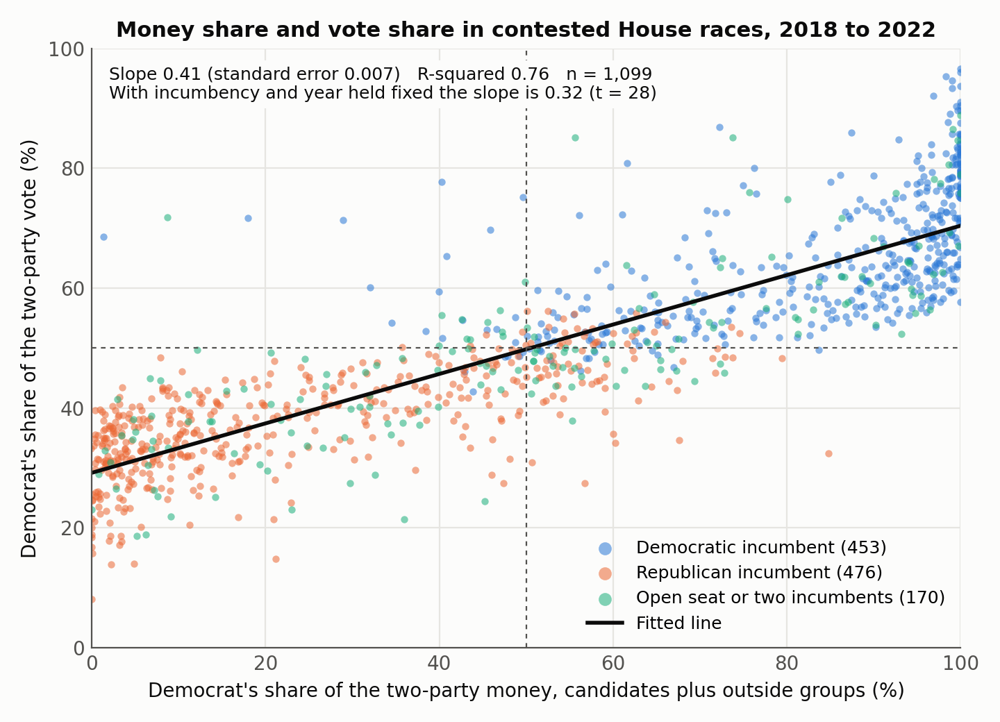 Money share and vote share in contested House races, 2018 to 2022
Slope 0.41 (standard error 0.007)   R-squared 0.76   n = 1,099
With incumbency and year held fixed the slope is 0.32 (t = 28)
Democrat's share of the two-party vote (%)
100
80
60
40
20
0
Democratic incumbent (453)
Republican incumbent (476)
Open seat or two incumbents (170)
Fitted line
0 20 40 60 80 100
Democrat's share of the two-party money, candidates plus outside groups (%)